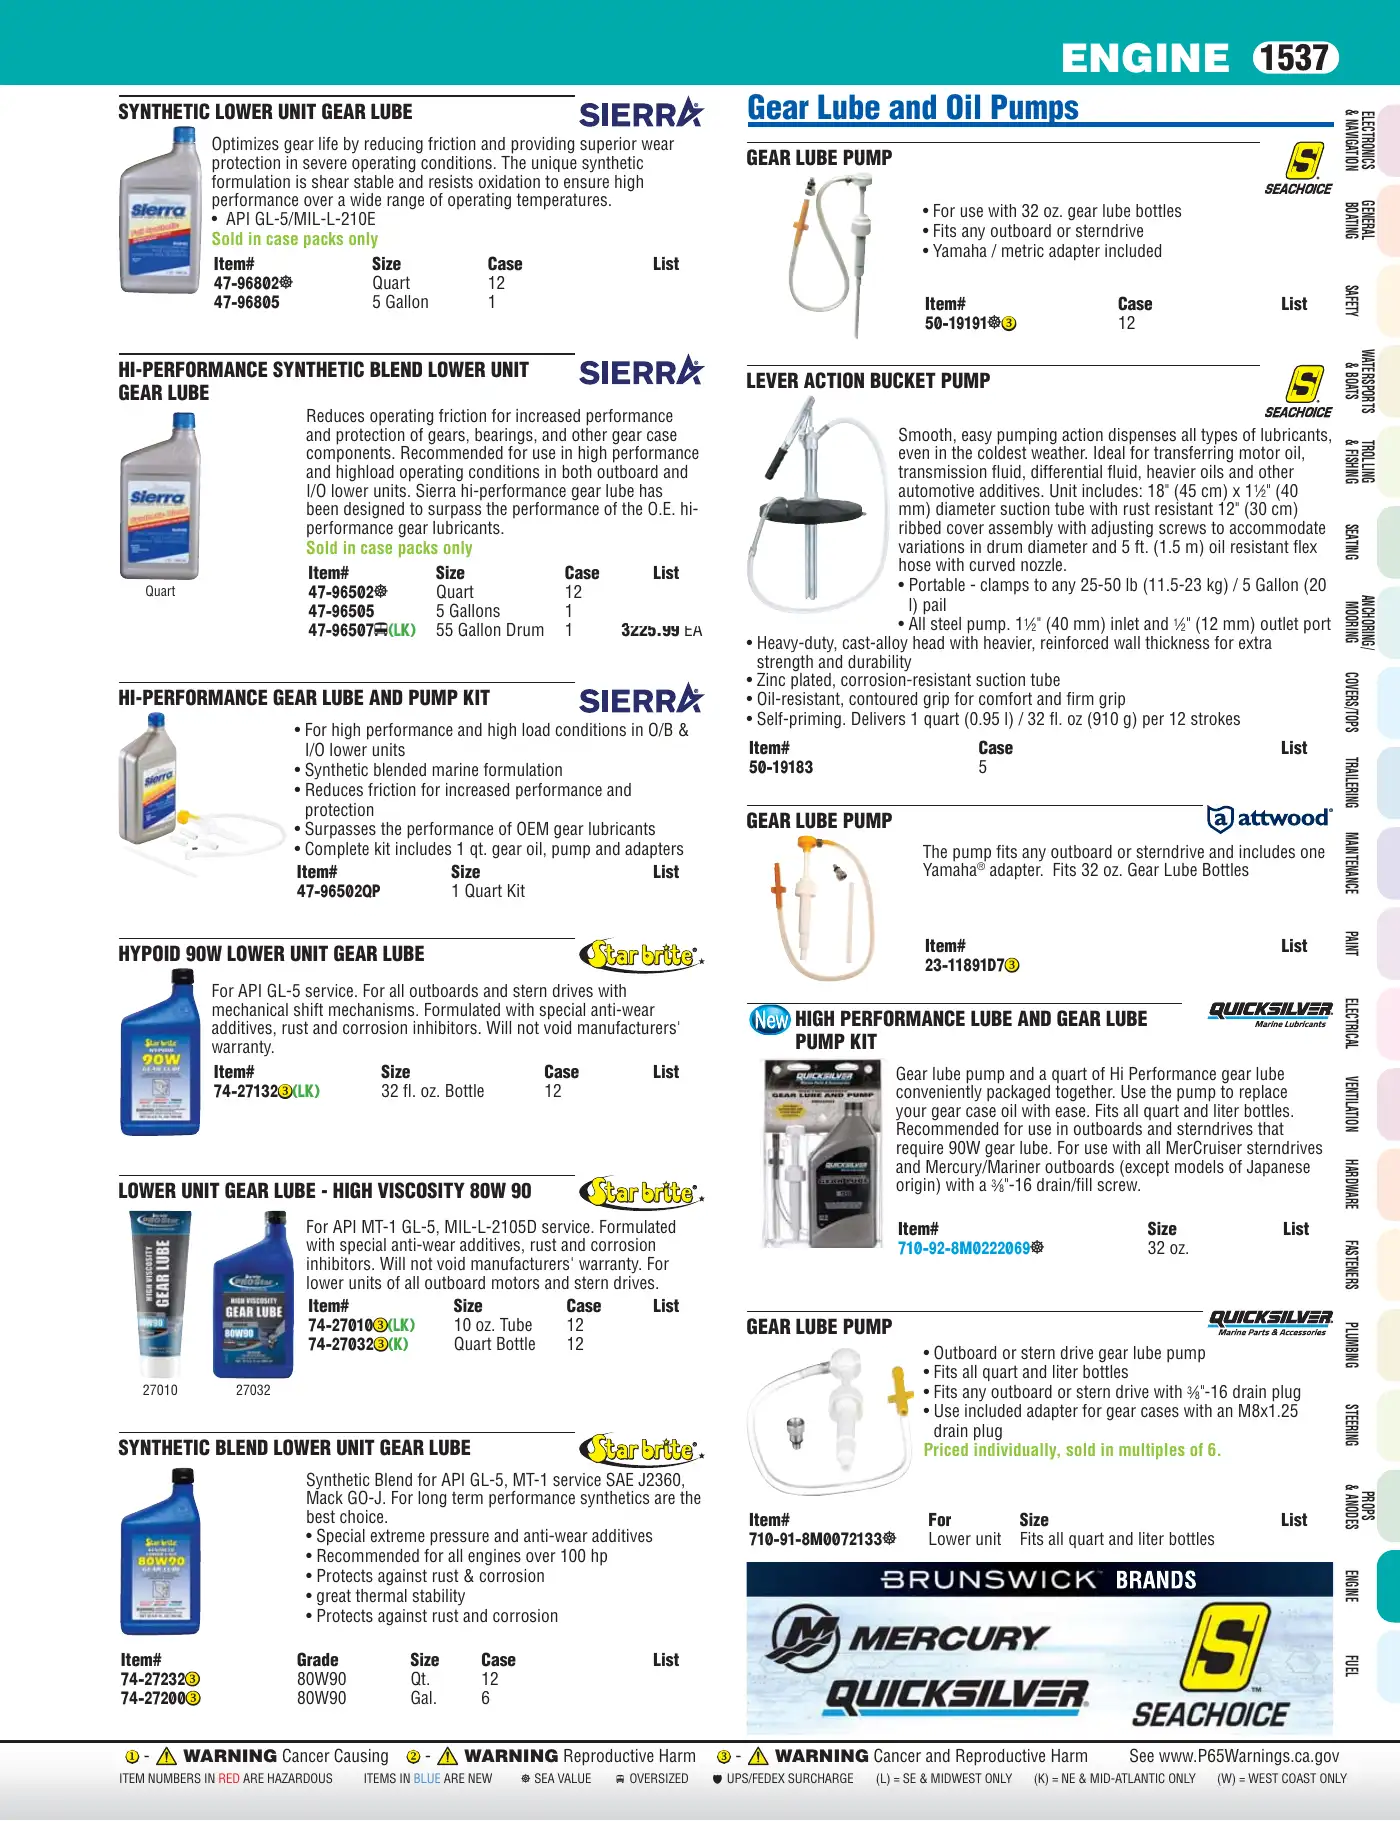 ENGINE 1537
SYNTHETIC LOWER UNIT GEAR LUBE
SIERRA
Optimizes gear life by reducing friction and providing superior wear
protection in severe operating conditions. The unique synthetic
formulation is shear stable and resists oxidation to ensure high
performance over a wide range of operating temperatures.
• API GL-5/MIL-L-210E
Sold in case packs only
Item# Size Case List
47-96802 Quart 12
47-96805 5 Gallon 1
HI-PERFORMANCE SYNTHETIC BLEND LOWER UNIT
GEAR LUBE
SIERRA
Reduces operating friction for increased performance
and protection of gears, bearings, and other gear case
components. Recommended for use in high performance
and highload operating conditions in both outboard and
I/O lower units. Sierra hi-performance gear lube has
been designed to surpass the performance of the O.E. hi-
performance gear lubricants.
Sold in case packs only
Quart
Item# Size Case List
47-96502 Quart 12
47-96505 5 Gallons 1
47-96507(LK) 55 Gallon Drum 1 3225.99 EA
HI-PERFORMANCE GEAR LUBE AND PUMP KIT
SIERRA
• For high performance and high load conditions in O/B &
I/O lower units
• Synthetic blended marine formulation
• Reduces friction for increased performance and
protection
• Surpasses the performance of OEM gear lubricants
• Complete kit includes 1 qt. gear oil, pump and adapters
Item# Size List
47-96502QP 1 Quart Kit
HYPOID 90W LOWER UNIT GEAR LUBE
Star brite
For API GL-5 service. For all outboards and stern drives with
mechanical shift mechanisms. Formulated with special anti-wear
additives, rust and corrosion inhibitors. Will not void manufacturers'
warranty.
Item# Size Case List
74-27132 3 (LK) 32 fl. oz. Bottle 12
LOWER UNIT GEAR LUBE - HIGH VISCOSITY 80W 90
Star brite
For API MT-1 GL-5, MIL-L-2105D service. Formulated
with special anti-wear additives, rust and corrosion
inhibitors. Will not void manufacturers' warranty. For
lower units of all outboard motors and stern drives.
Item# Size Case List
74-27010 3 (LK) 10 oz. Tube 12
74-27032 3 (K) Quart Bottle 12
27010 27032
SYNTHETIC BLEND LOWER UNIT GEAR LUBE
Star brite
Synthetic Blend for API GL-5, MT-1 service SAE J2360,
Mack GO-J. For long term performance synthetics are the
best choice.
• Special extreme pressure and anti-wear additives
• Recommended for all engines over 100 hp
• Protects against rust & corrosion
• great thermal stability
• Protects against rust and corrosion
Item# Grade Size Case List
74-27232 3 80W90 Qt. 12
74-27200 3 80W90 Gal. 6
Gear Lube and Oil Pumps
GEAR LUBE PUMP
SEACHOICE
• For use with 32 oz. gear lube bottles
• Fits any outboard or sterndrive
• Yamaha / metric adapter included
Item# Case List
50-19191 3 12
LEVER ACTION BUCKET PUMP
SEACHOICE
Smooth, easy pumping action dispenses all types of lubricants,
even in the coldest weather. Ideal for transferring motor oil,
transmission fluid, differential fluid, heavier oils and other
automotive additives. Unit includes: 18" (45 cm) x 1½" (40
mm) diameter suction tube with rust resistant 12" (30 cm)
ribbed cover assembly with adjusting screws to accommodate
variations in drum diameter and 5 ft. (1.5 m) oil resistant flex
hose with curved nozzle.
• Portable - clamps to any 25-50 lb (11.5-23 kg) / 5 Gallon (20
l) pail
• All steel pump. 1½" (40 mm) inlet and ½" (12 mm) outlet port
• Heavy-duty, cast-alloy head with heavier, reinforced wall thickness for extra
strength and durability
• Zinc plated, corrosion-resistant suction tube
• Oil-resistant, contoured grip for comfort and firm grip
• Self-priming. Delivers 1 quart (0.95 l) / 32 fl. oz (910 g) per 12 strokes
Item# Case List
50-19183 5
GEAR LUBE PUMP
attwood
The pump fits any outboard or sterndrive and includes one
Yamaha® adapter. Fits 32 oz. Gear Lube Bottles
Item# List
23-11891D7 3
New HIGH PERFORMANCE LUBE AND GEAR LUBE
PUMP KIT
QUICKSILVER
Marine Lubricants
Gear lube pump and a quart of Hi Performance gear lube
conveniently packaged together. Use the pump to replace
your gear case oil with ease. Fits all quart and liter bottles.
Recommended for use in outboards and sterndrives that
require 90W gear lube. For use with all MerCruiser sterndrives
and Mercury/Mariner outboards (except models of Japanese
origin) with a ⅜"-16 drain/fill screw.
Item# Size List
710-92-8M0222069 32 oz.
GEAR LUBE PUMP
QUICKSILVER
Marine Parts & Accessories
• Outboard or stern drive gear lube pump
• Fits all quart and liter bottles
• Fits any outboard or stern drive with ⅜"-16 drain plug
• Use included adapter for gear cases with an M8x1.25
drain plug
Priced individually, sold in multiples of 6.
Item# For Size List
710-91-8M0072133 Lower unit Fits all quart and liter bottles
BRUNSWICK BRANDS
MERCURY
QUICKSILVER
SEACHOICE
ELECTRONICS
& NAVIGATION
GENERAL
BOATING
SAFETY
WATERSPORTS
& BOATS
TROLLING
& FISHING
SEATING
ANCHORING/
MOORING
COVERS/TOPS
TRAILERING
MAINTENANCE
PAINT
ELECTRICAL
VENTILATION
HARDWARE
FASTENERS
PLUMBING
STEERING
PROPS
& ANODES
ENGINE
FUEL
1 - WARNING Cancer Causing 2 - WARNING Reproductive Harm 3 - WARNING Cancer and Reproductive Harm See www.P65Warnings.ca.gov
ITEM NUMBERS IN RED ARE HAZARDOUS ITEMS IN BLUE ARE NEW SEA VALUE OVERSIZED UPS/FEDEX SURCHARGE (L) = SE & MIDWEST ONLY (K) = NE & MID-ATLANTIC ONLY (W) = WEST COAST ONLY